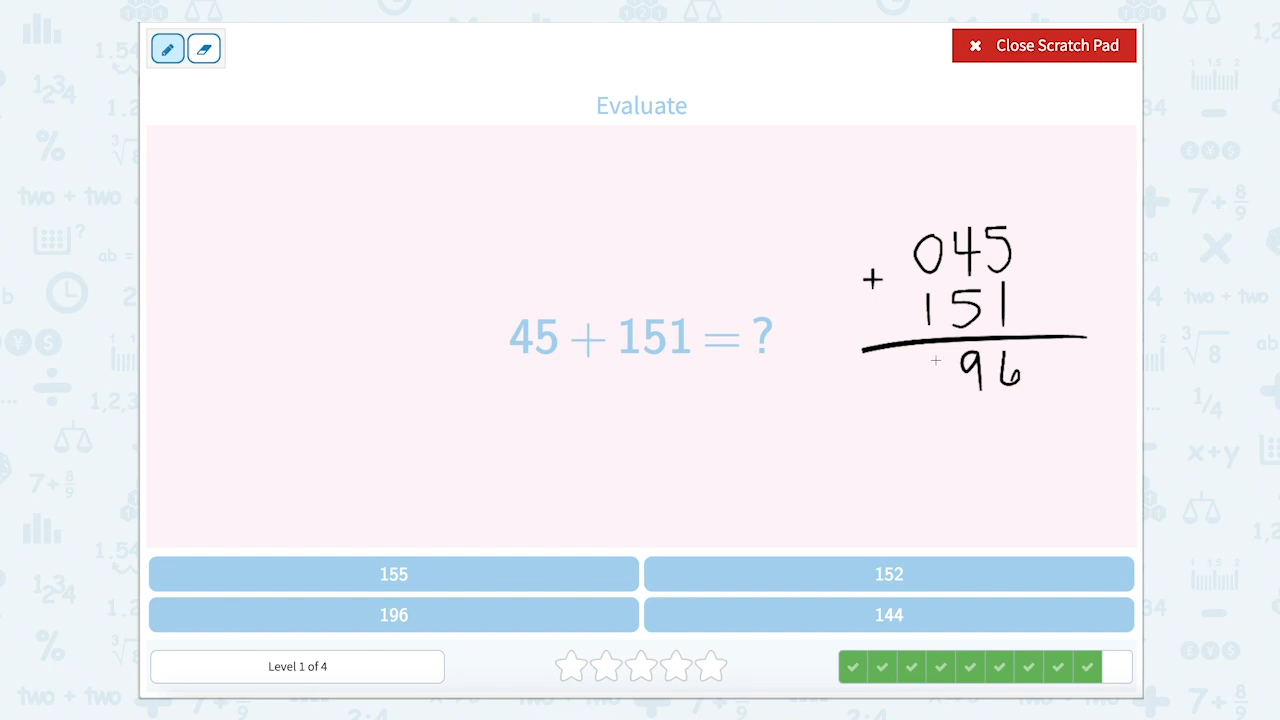 Close Scratch Pad
Evaluate
45 + 151 = ?
045
+
151
96
155
152
196
144
Level 1 of 4